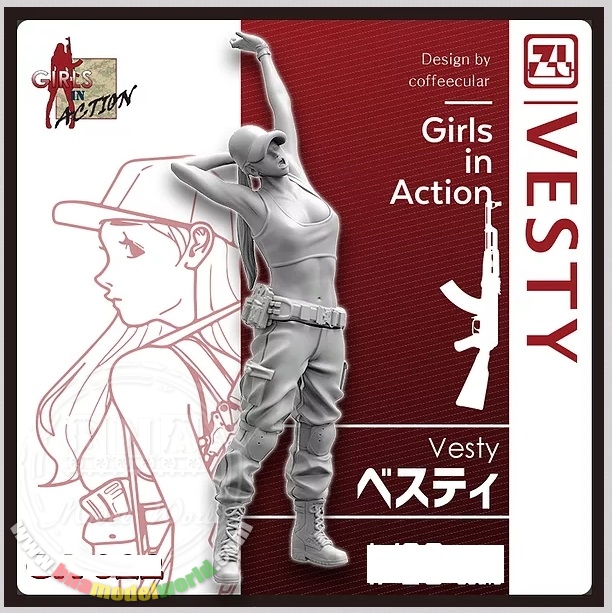 GIRLS
IN
ACTION
Design by
coffeecular
Girls
in
Action
VESTY
Vesty
ベスティ